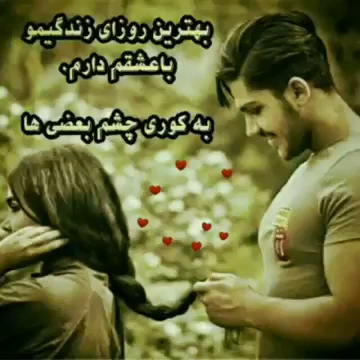 بهترین روزای زندگیمو
باعشقم دارم.
به کوری چشم بعضی ها